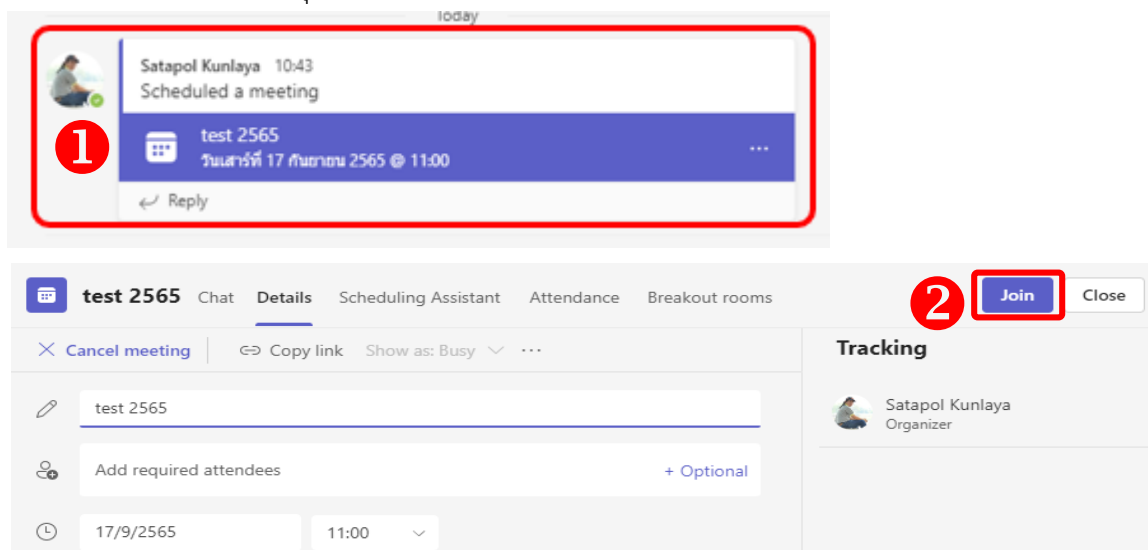 Today
Satapol Kunlaya 10:43
Scheduled a meeting
1
test 2565
วันเสาร์ที่ 17 กันยายน 2565 @ 11:00
Reply
test 2565 Chat Details Scheduling Assistant Attendance Breakout rooms
2
Join Close
Cancel meeting Copy link Show as: Busy
Tracking
test 2565
Satapol Kunlaya
Organizer
Add required attendees + Optional
17/9/2565 11:00